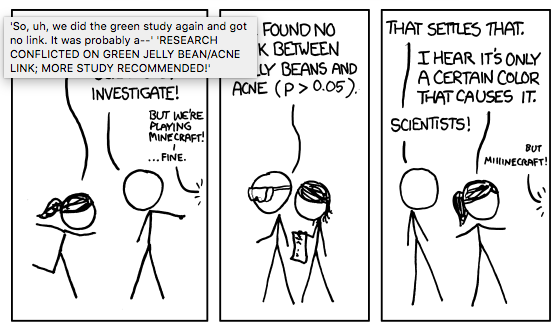 'So, uh, we did the green study again and got
no link. It was probably a--' 'RESEARCH
CONFLICTED ON GREEN JELLY BEAN/ACNE
LINK; MORE STUDY RECOMMENDED!'
INVESTIGATE!
BUT WE'RE
PLAYING
MINECRAFT!
...FINE.
FOUND NO
BETWEEN
BEANS AND
ACNE (P > 0.05).
THAT SETTLES THAT.
I HEAR IT'S ONLY
A CERTAIN COLOR
THAT CAUSES IT.
SCIENTISTS!
BUT
MIIINECRAFT!